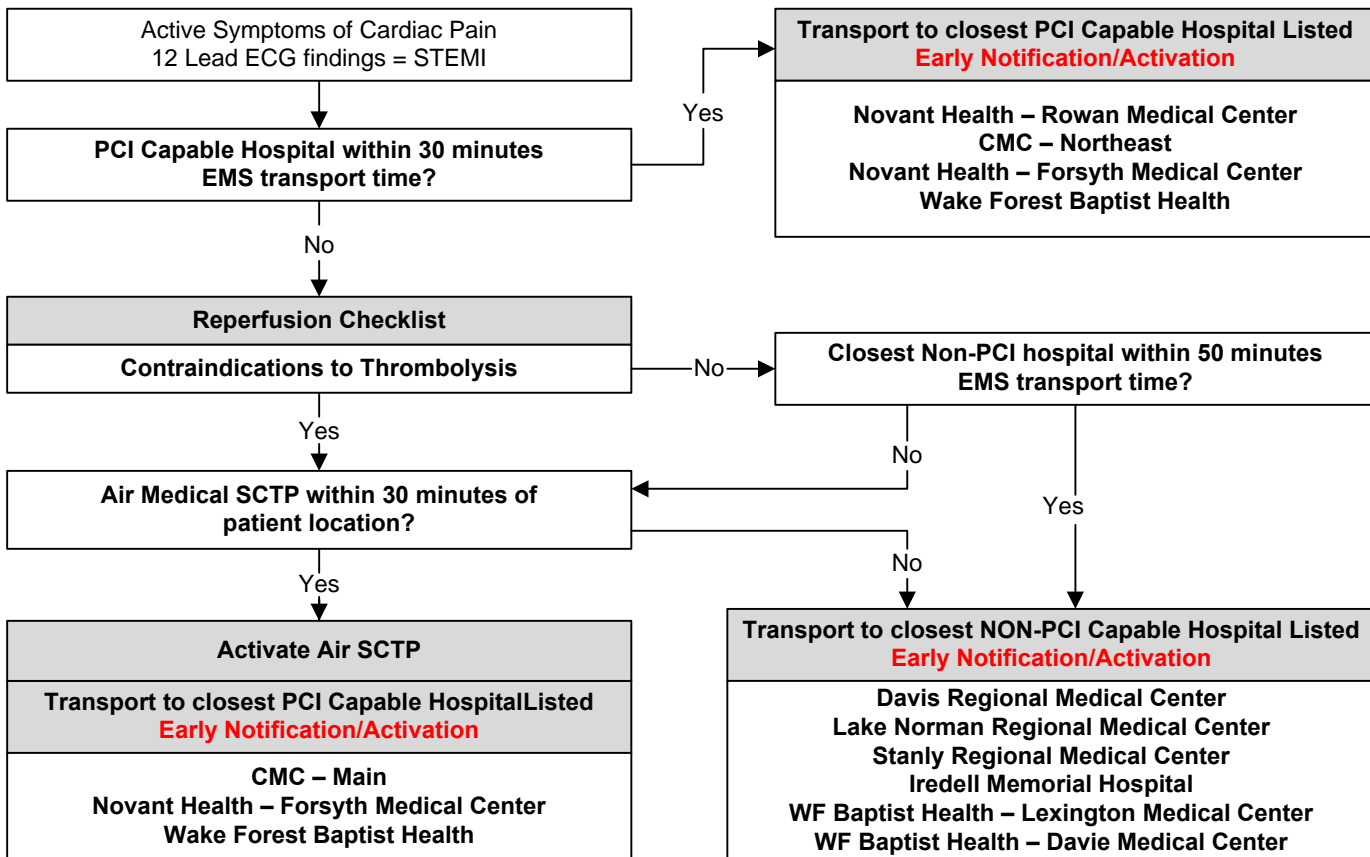 Active Symptoms of Cardiac Pain
12 Lead ECG findings = STEMI
Transport to closest PCI Capable Hospital Listed
Early Notification/Activation
Novant Health – Rowan Medical Center
CMC – Northeast
Novant Health – Forsyth Medical Center
Wake Forest Baptist Health
Yes
PCI Capable Hospital within 30 minutes
EMS transport time?
No
Reperfusion Checklist
Contraindications to Thrombolysis
No
Closest Non-PCI hospital within 50 minutes
EMS transport time?
Yes
No
Yes
Air Medical SCTP within 30 minutes of
patient location?
No
Yes
Activate Air SCTP
Transport to closest PCI Capable HospitalListed
Early Notification/Activation
CMC – Main
Novant Health – Forsyth Medical Center
Wake Forest Baptist Health
Transport to closest NON-PCI Capable Hospital Listed
Early Notification/Activation
Davis Regional Medical Center
Lake Norman Regional Medical Center
Stanly Regional Medical Center
Iredell Memorial Hospital
WF Baptist Health – Lexington Medical Center
WF Baptist Health – Davie Medical Center